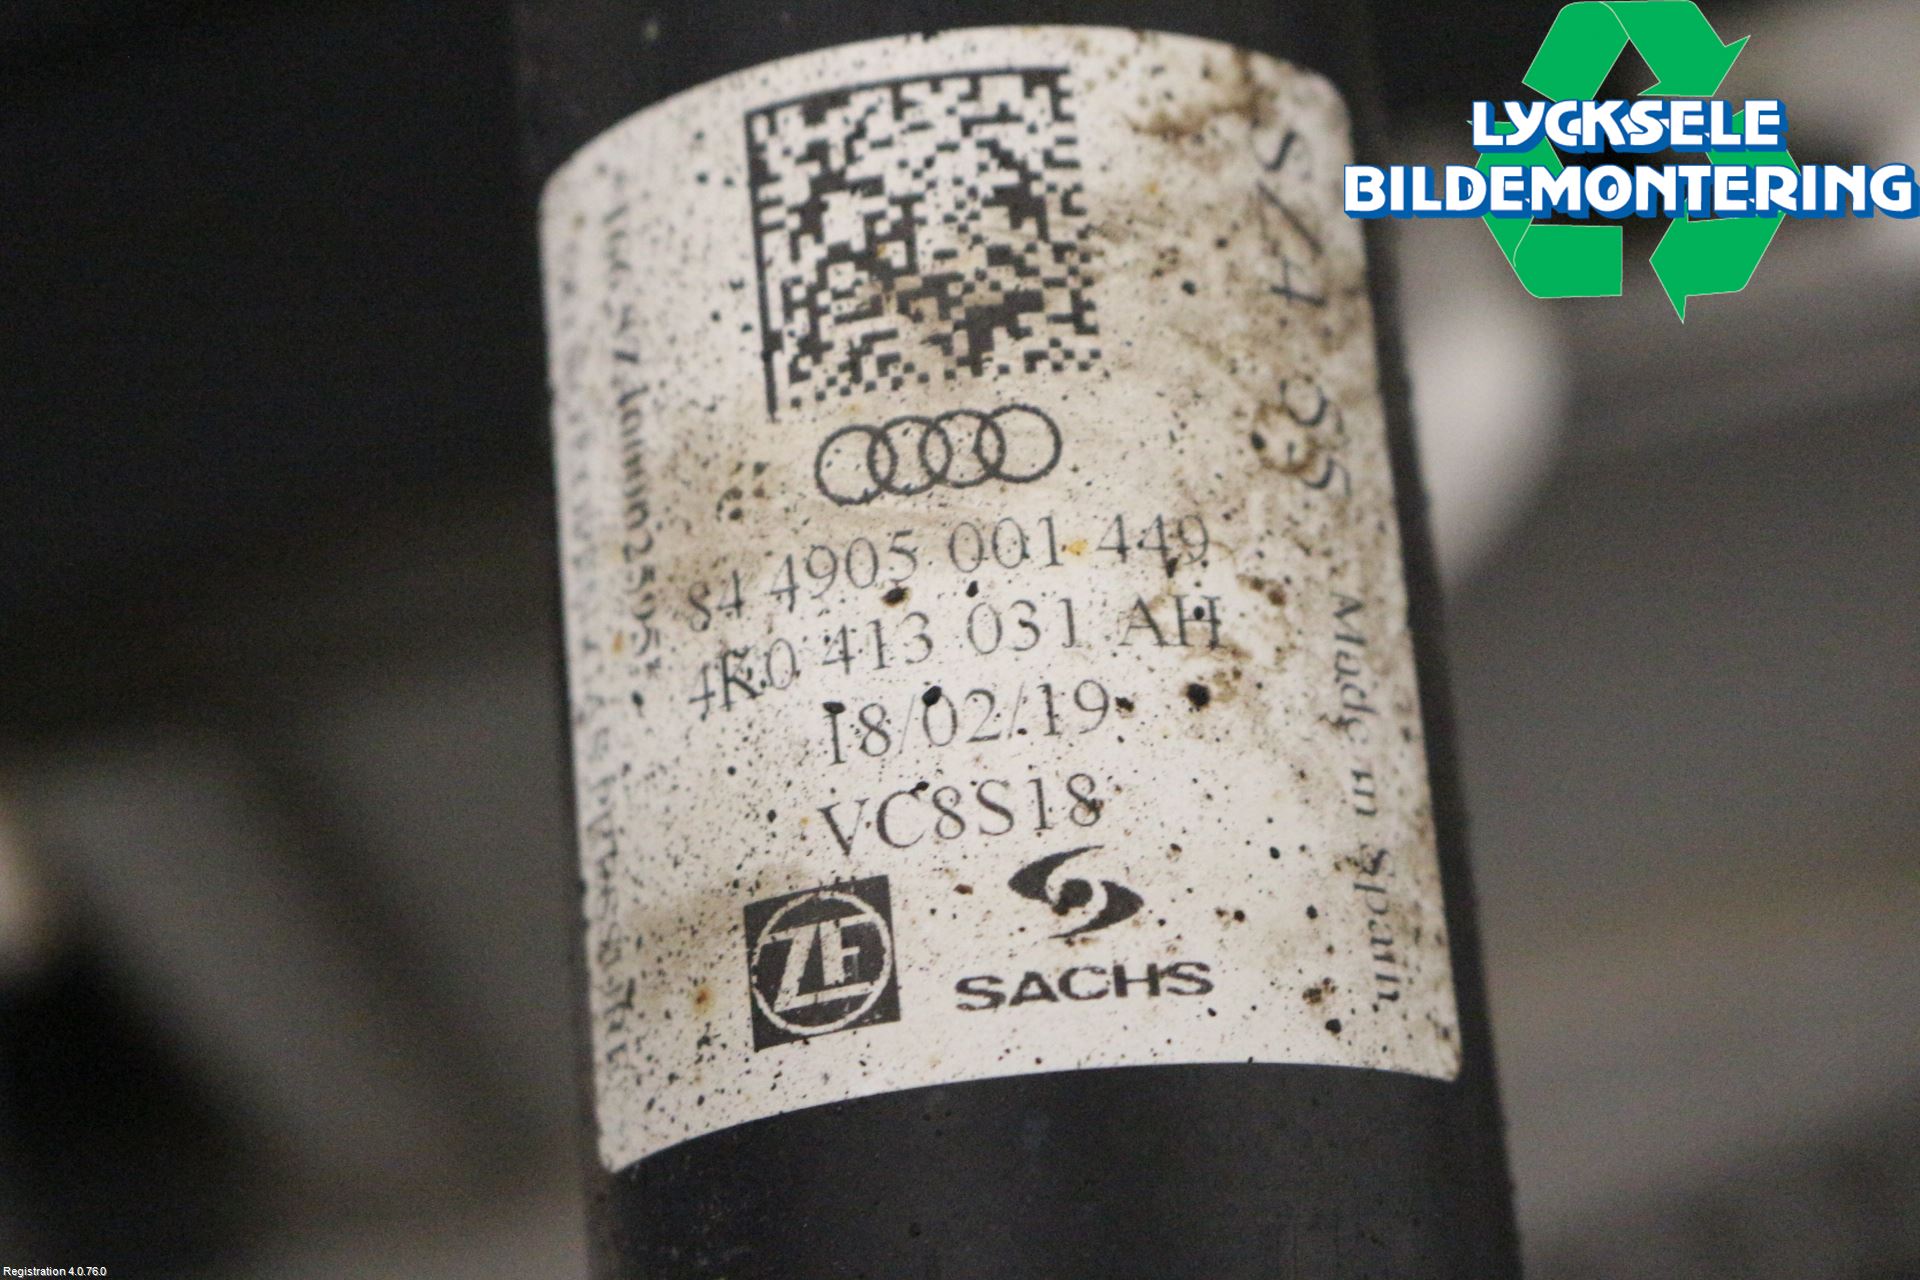 LYCKSELE
BILDEMONTERING
84 4905 001 449
4K0 413 031 AH
18/02/19
VC8S18
ZF
SACHS
Made in Spain
Registration 4.0.76.0